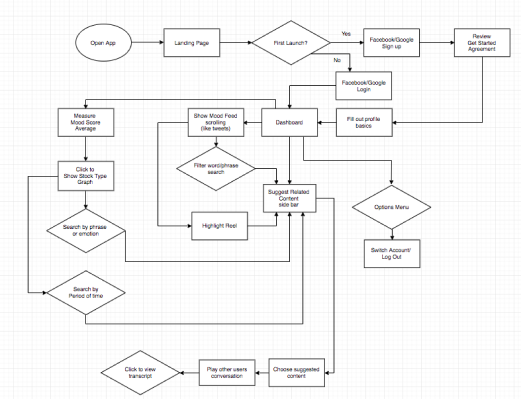 Open App
Landing Page
First Launch?
Yes
No
Facebook/Google
Sign up
Review
Get Started
Agreement
Facebook/Google
Login
Measure
Mood Score
Average
Show Mood Feed
scrolling
(like tweets)
Dashboard
Fill out profile
basics
Click to
Show Stock Type
Graph
Filter word/phrase
search
Suggest Related
Content
side bar
Options Menu
Search by phrase
or emotion
Highlight Reel
Switch Account/
Log Out
Search by
Period of time
Click to view
transcript
Play other users
conversation
Choose suggested
content